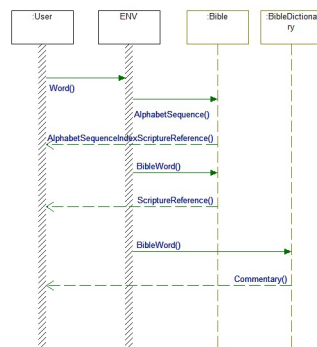 :User
ENV
:Bible
:BibleDictiona
ry
Word()
AlphabetSequence()
AlphabetSequenceIndexScriptureReference()
BibleWord()
ScriptureReference()
BibleWord()
Commentary()